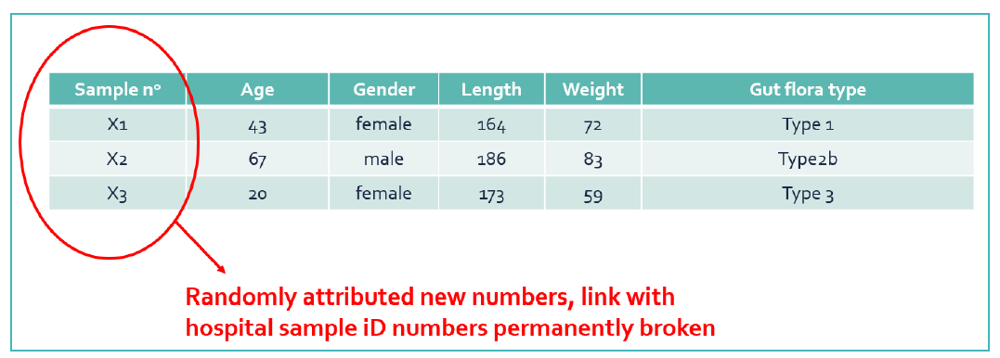 Sample n° Age Gender Length Weight Gut flora type
X1 43 female 164 72 Type 1
X2 67 male 186 83 Type2b
X3 20 female 173 59 Type 3
Randomly attributed new numbers, link with
hospital sample iD numbers permanently broken